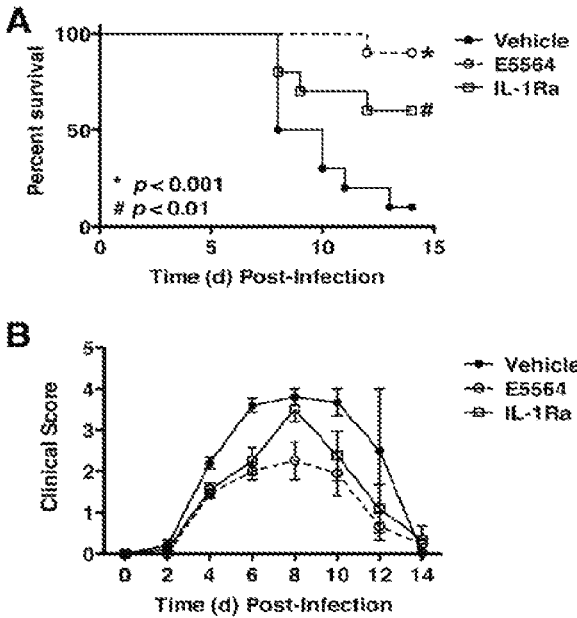 A
100
50
0
Percent survival
*
#
* p < 0.001
# p < 0.01
0 5 10 15
Time (d) Post-Infection
Vehicle
E5564
IL-1Ra
B
5
4
3
2
1
0
Clinical Score
0 2 4 6 8 10 12 14
Time (d) Post-Infection
Vehicle
E5564
IL-1Ra